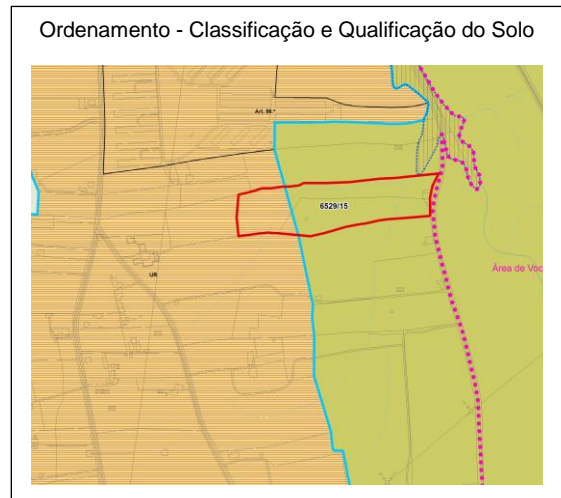 Ordenamento - Classificação e Qualificação do Solo
Art. 98.º
6529/15
UR
Área de Voc